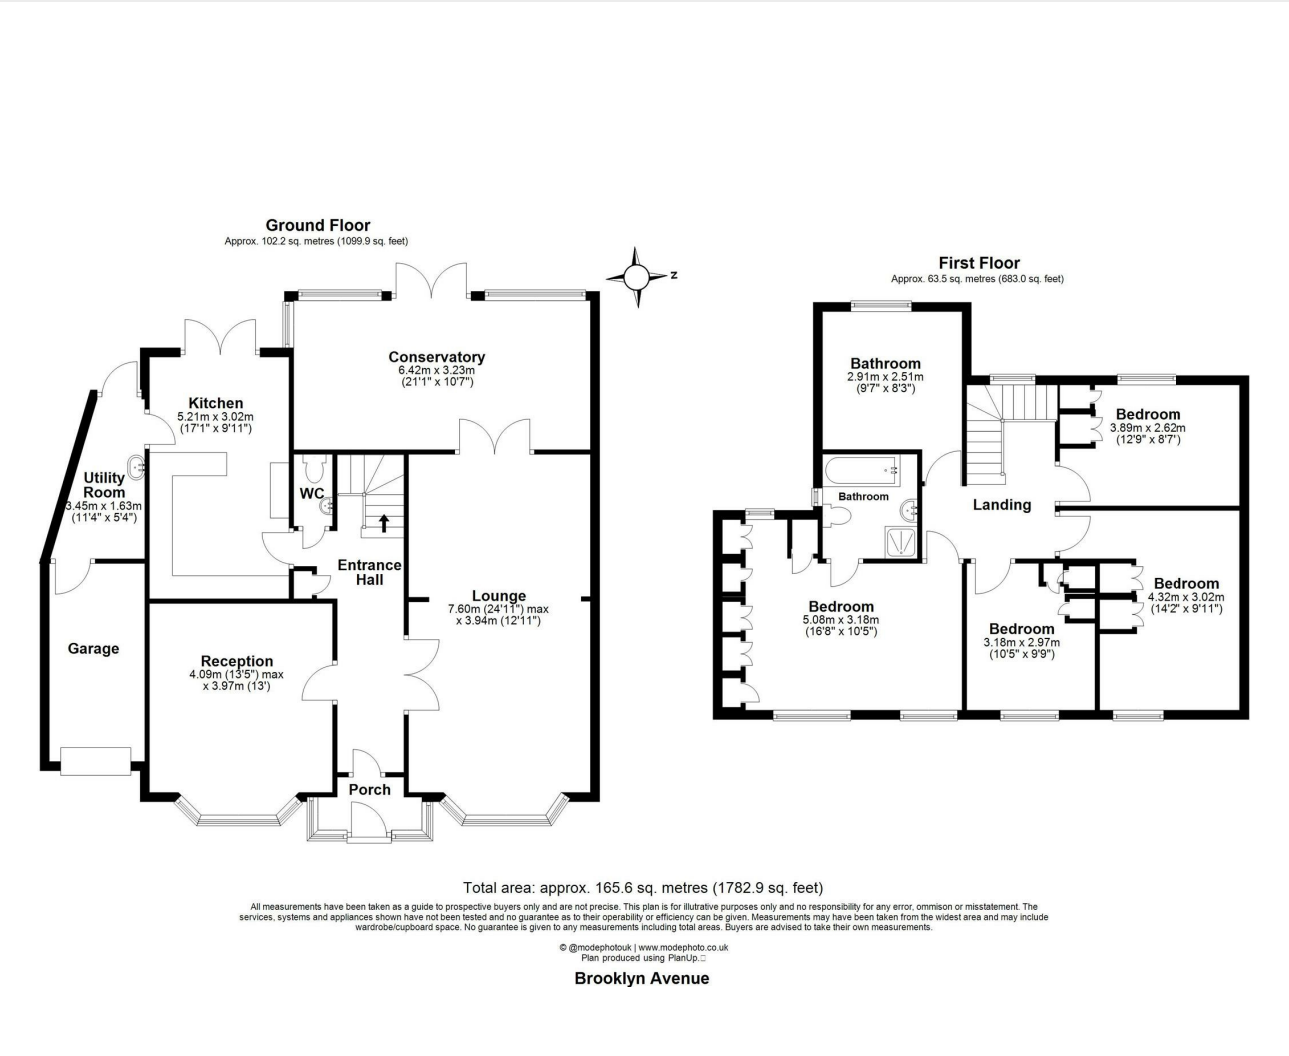 Ground Floor
Approx. 102.2 sq. metres (1099.9 sq. feet)
Conservatory
6.42m x 3.23m
(21'1" x 10'7")
Kitchen
5.21m x 3.02m
(17'1" x 9'11")
Utility
Room
3.45m x 1.63m
(11'4" x 5'4")
WC
Entrance
Hall
Lounge
7.60m (24'11") max
x 3.94m (12'11")
Garage
Reception
4.09m (13'5") max
x 3.97m (13')
Porch
Z
First Floor
Approx. 63.5 sq. metres (683.0 sq. feet)
Bathroom
2.91m x 2.51m
(9'7" x 8'3")
Bedroom
3.89m x 2.62m
(12'9" x 8'7")
Bathroom
Landing
Bedroom
5.08m x 3.18m
(16'8" x 10'5")
Bedroom
3.18m x 2.97m
(10'5" x 9'9")
Bedroom
4.32m x 3.02m
(14'2" x 9'11")
Total area: approx. 165.6 sq. metres (1782.9 sq. feet)
All measurements have been taken as a guide to prospective buyers only and are not precise. This plan is for illutrative purposes only and no responsibility for any error, ommison or misstatement. The
services, systems and appliances shown have not been tested and no guarantee as to their operability or efficiency can be given. Measurements may have been taken from the widest area and may include
wardrobe/cupboard space. No guarantee is given to any measurements including total areas. Buyers are advised to take their own measurements.
© @modephotouk | www.modephoto.co.uk
Plan produced using PlanUp.
Brooklyn Avenue